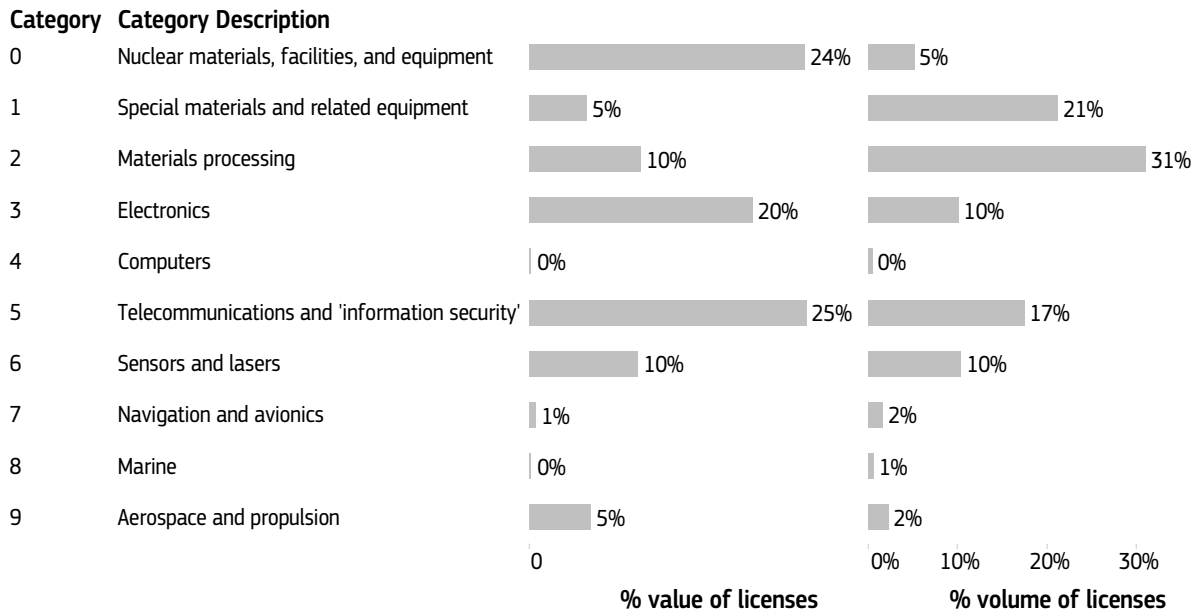 Category Category Description
0 Nuclear materials, facilities, and equipment 24% 5%
1 Special materials and related equipment 5% 21%
2 Materials processing 10% 31%
3 Electronics 20% 10%
4 Computers 0% 0%
5 Telecommunications and 'information security' 25% 17%
6 Sensors and lasers 10% 10%
7 Navigation and avionics 1% 2%
8 Marine 0% 1%
9 Aerospace and propulsion 5% 2%
0 0% 10% 20% 30%
% value of licenses % volume of licenses